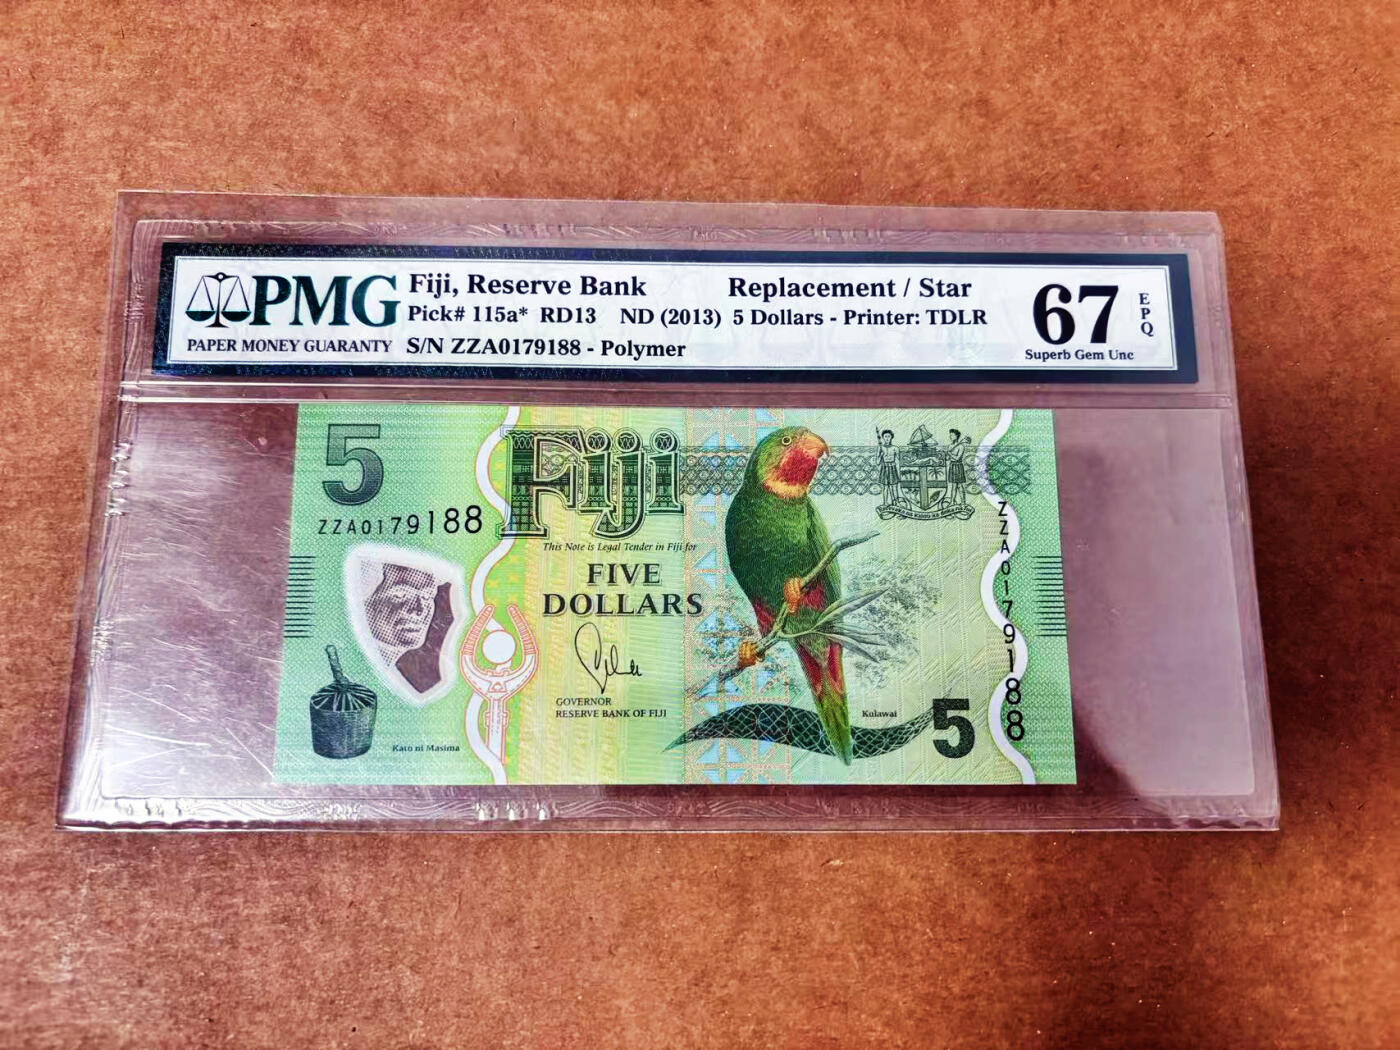 PMG
PAPER MONEY GUARANTY
Fiji, Reserve Bank Replacement / Star
Pick# 115a* RD13 ND (2013) 5 Dollars - Printer: TDLR
S/N ZZA0179188 - Polymer
67
EPQ
Superb Gem Unc
5
Fiji
ZZA0179188
This Note is Legal Tender in Fiji for
FIVE
DOLLARS
GOVERNOR
RESERVE BANK OF FIJI
Kato ni Masima
Kulawai
5
ZZA0179188